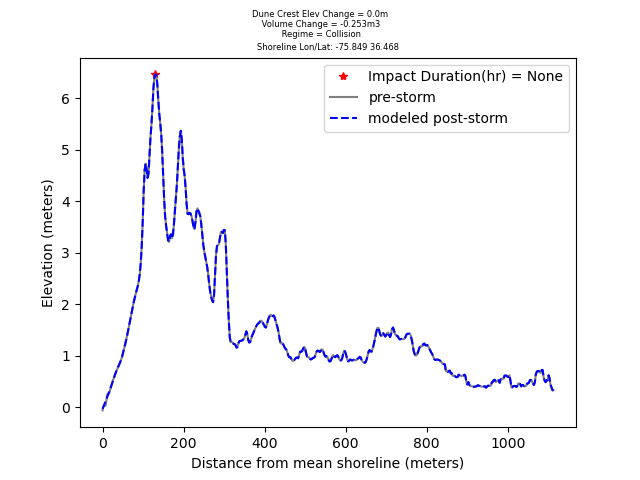 Dune Crest Elev Change = 0.0m
Volume Change = -0.253m3
Regime = Collision
Shoreline Lon/Lat: -75.849 36.468
Impact Duration(hr) = None
pre-storm
modeled post-storm
Elevation (meters)
6
5
4
3
2
1
0
0 200 400 600 800 1000
Distance from mean shoreline (meters)